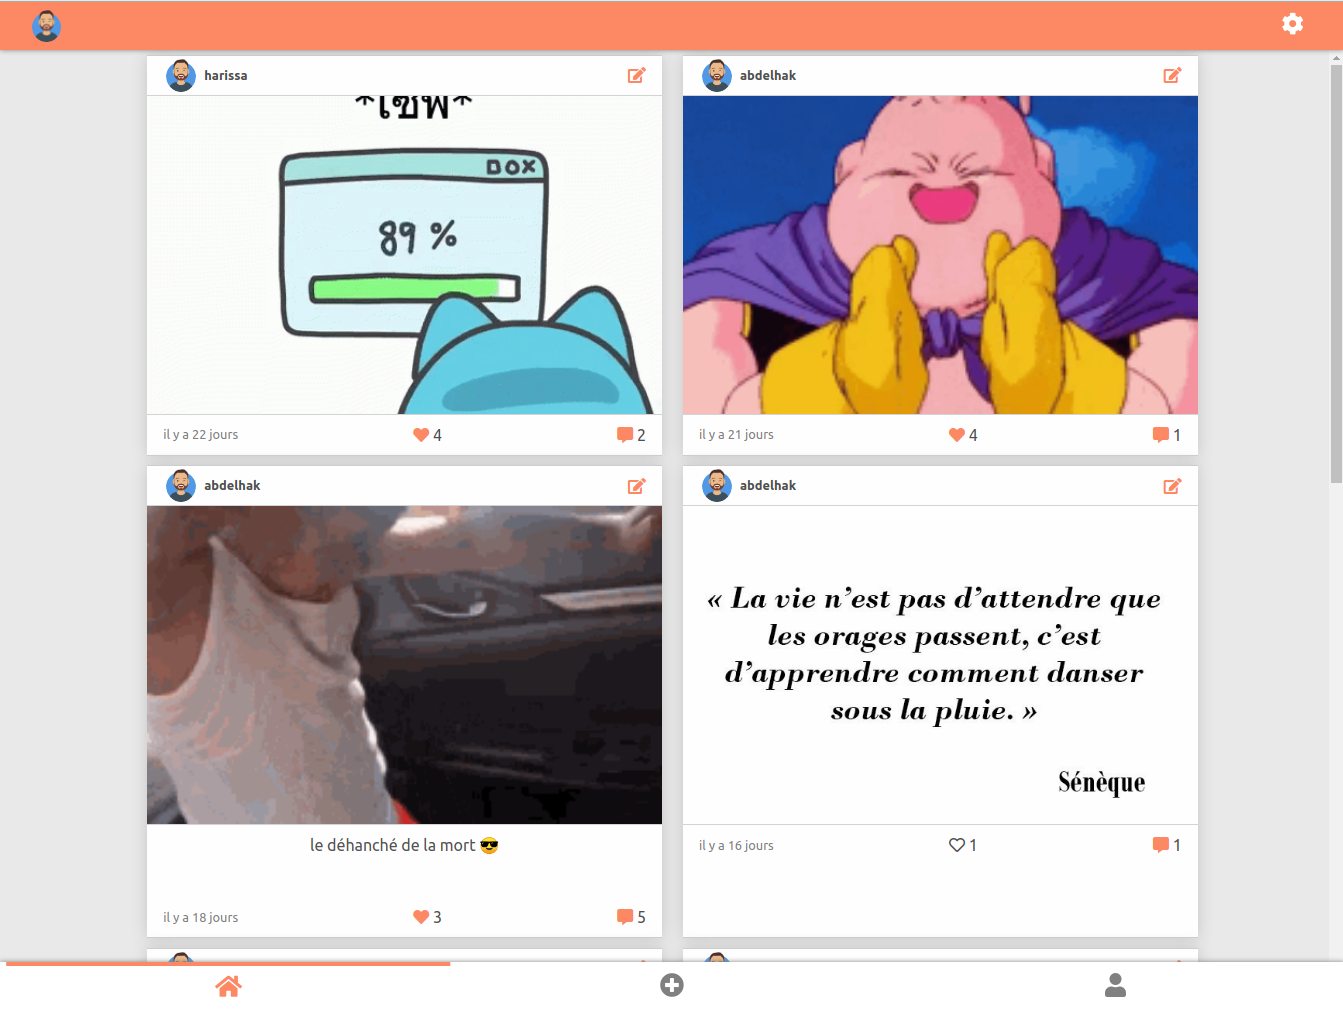 harissa
*เซฟ*
DOX
89 %
il y a 22 jours
4
2
abdelhak
il y a 21 jours
4
1
abdelhak
le déhanché de la mort 😎
il y a 18 jours
3
5
abdelhak
« La vie n’est pas d’attendre que
les orages passent, c’est
d’apprendre comment danser
sous la pluie. »
Sénèque
il y a 16 jours
1
1